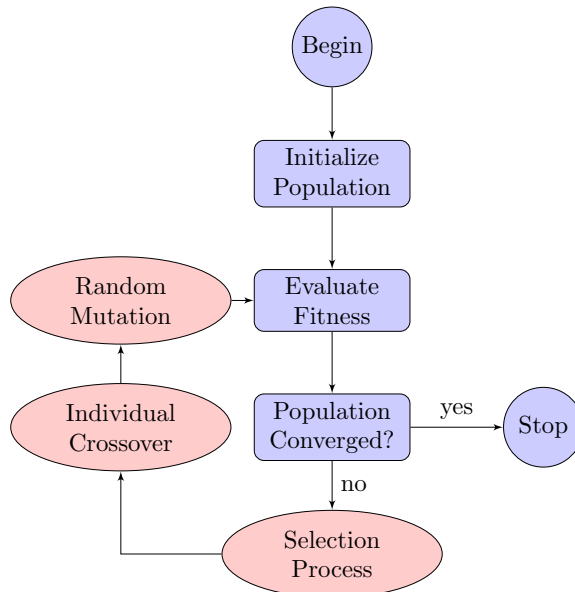 Begin
Initialize
Population
Random
Mutation
Evaluate
Fitness
Individual
Crossover
Population
Converged?
yes
Stop
no
Selection
Process